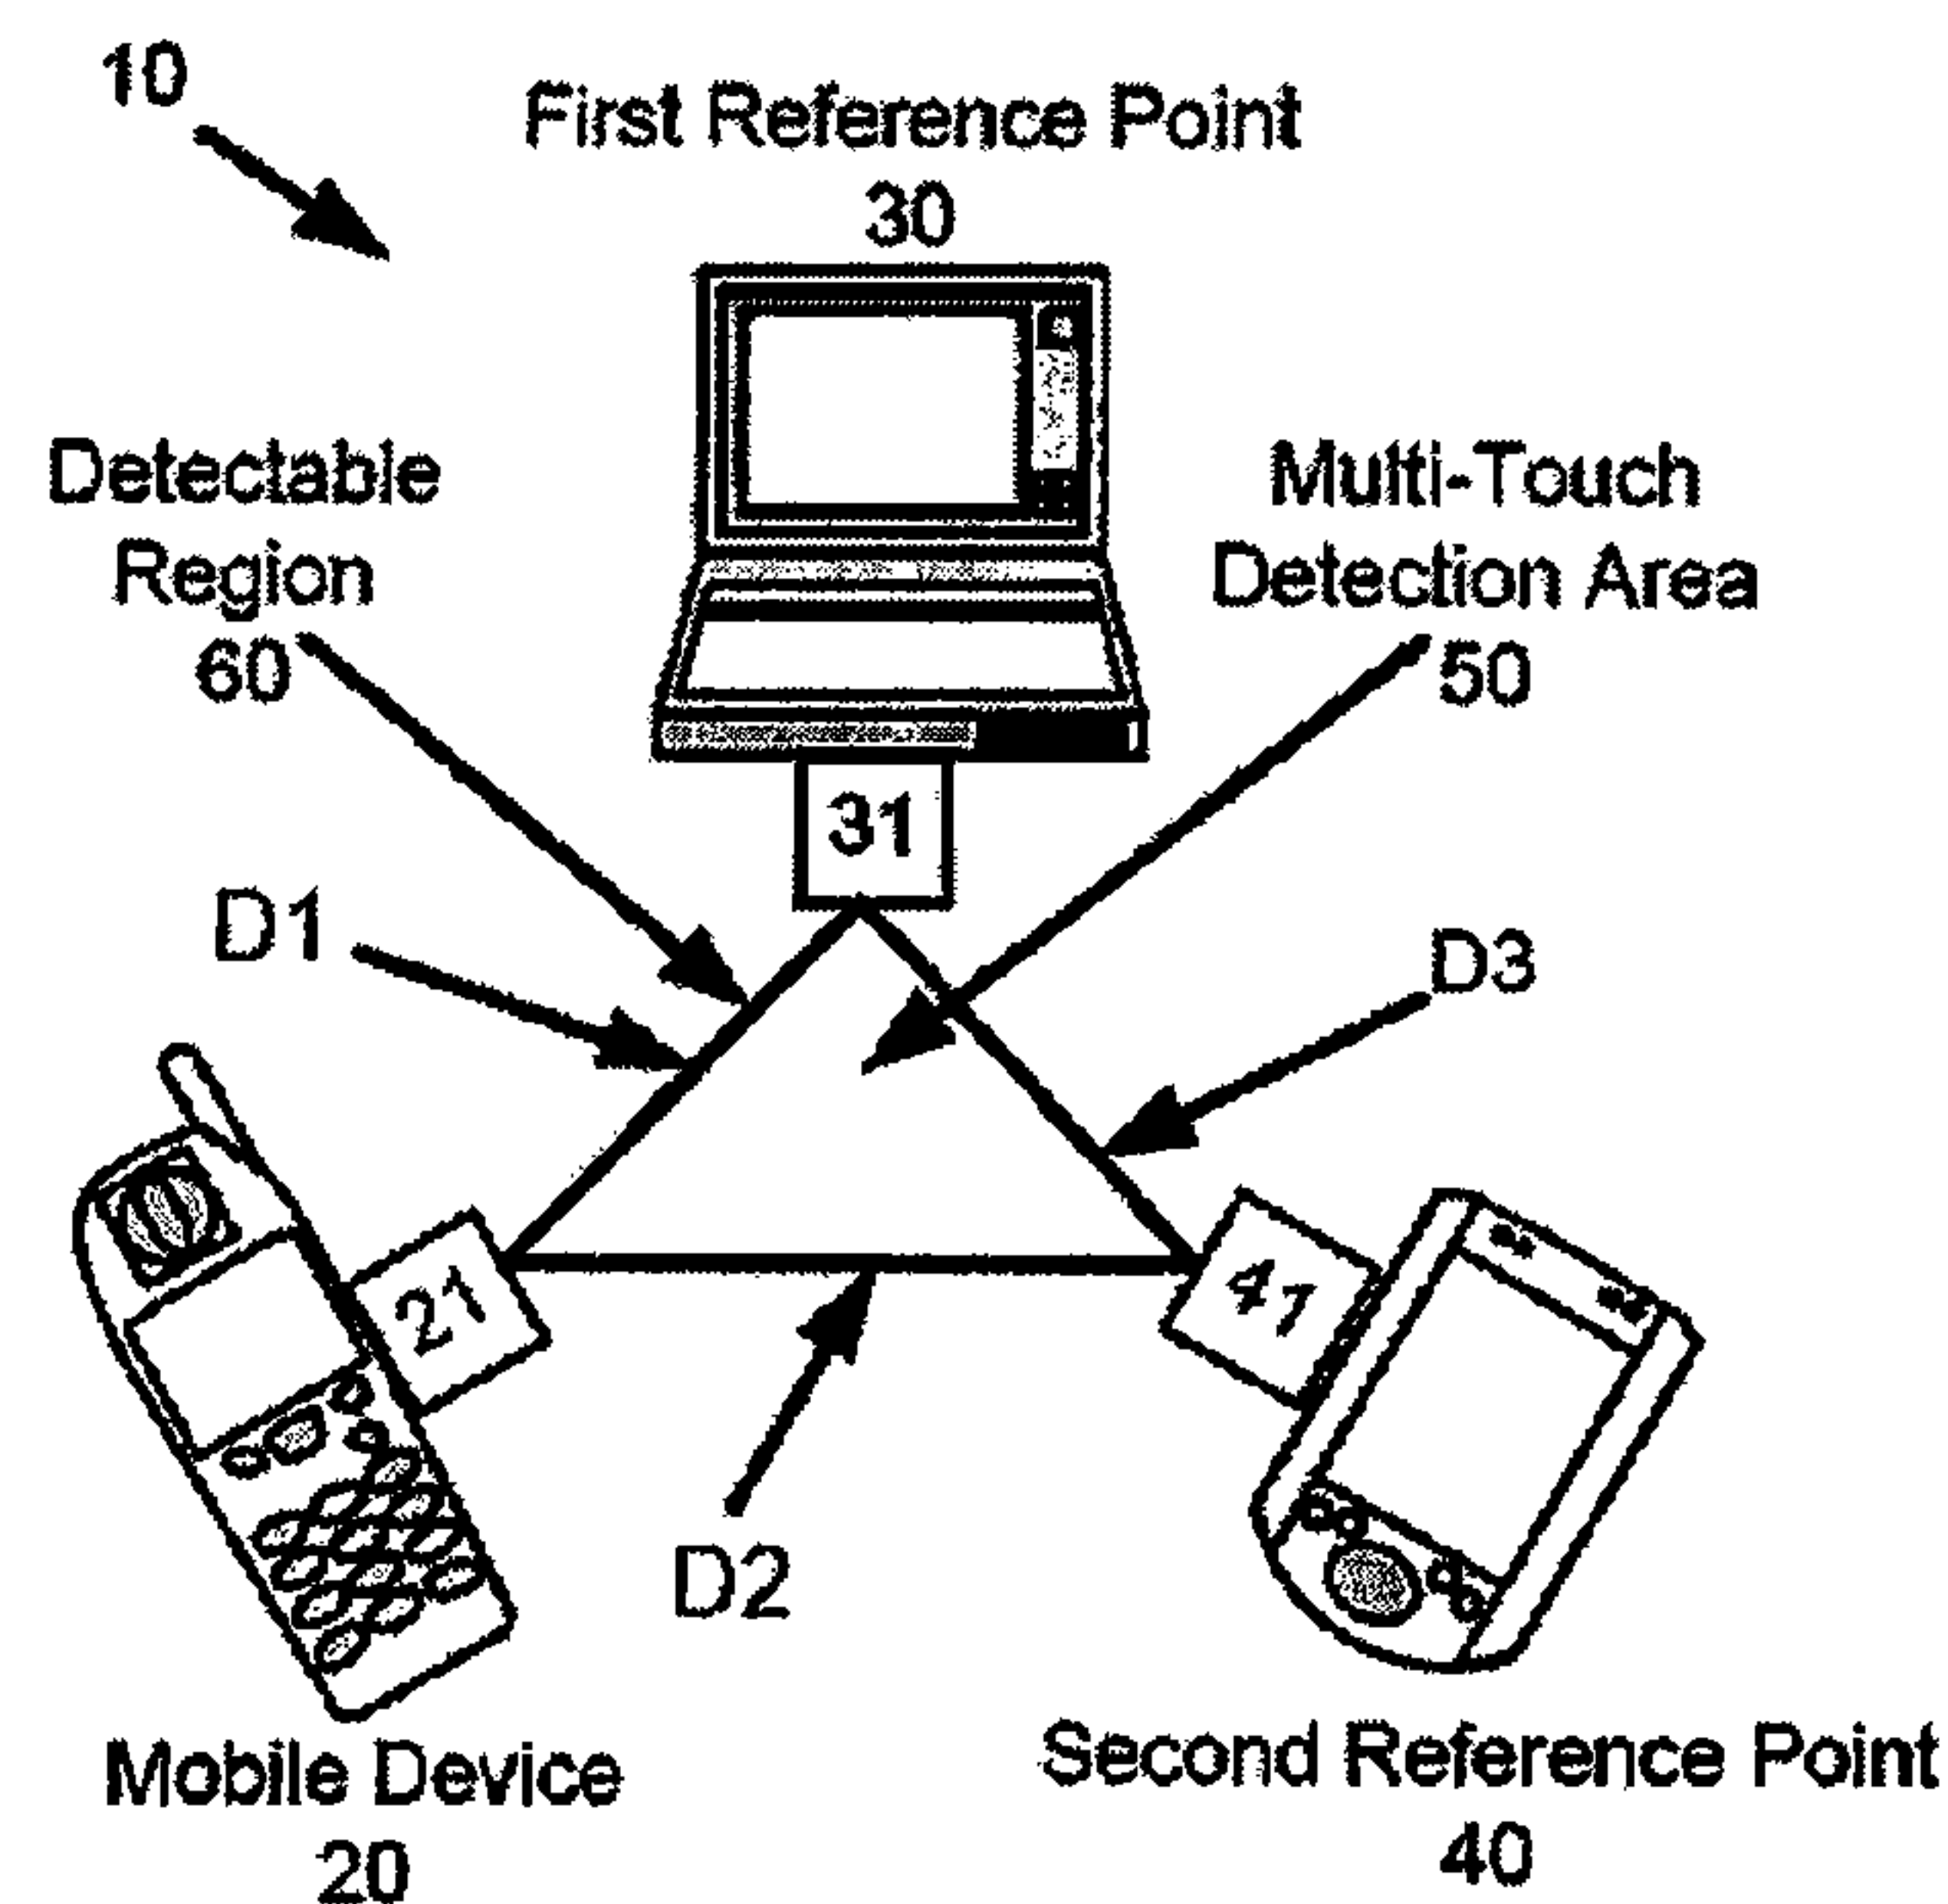 10
First Reference Point
30
Detectable
Region
60
Multi-Touch
Detection Area
50
31
D1
D3
21
41
D2
Mobile Device
20
Second Reference Point
40